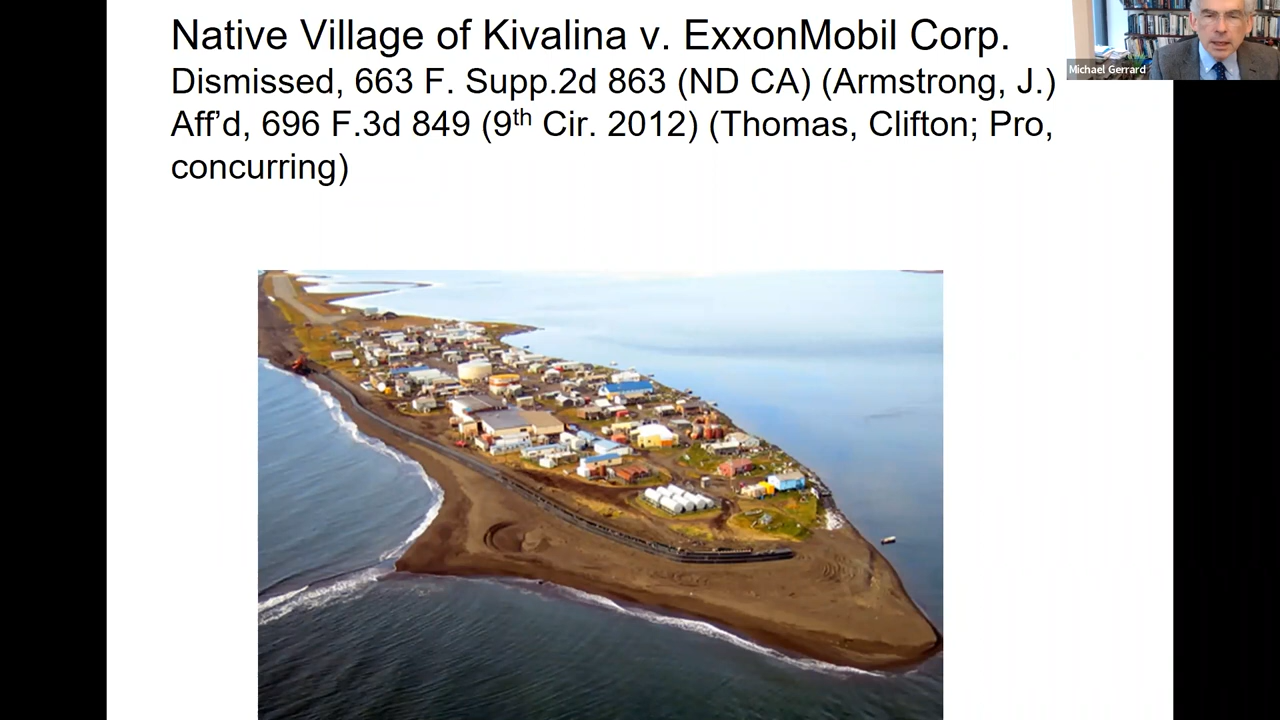 Native Village of Kivalina v. ExxonMobil Corp.
Dismissed, 663 F. Supp.2d 863 (ND CA) (Armstrong, J.)
Aff’d, 696 F.3d 849 (9th Cir. 2012) (Thomas, Clifton; Pro,
concurring)
Michael Gerrard